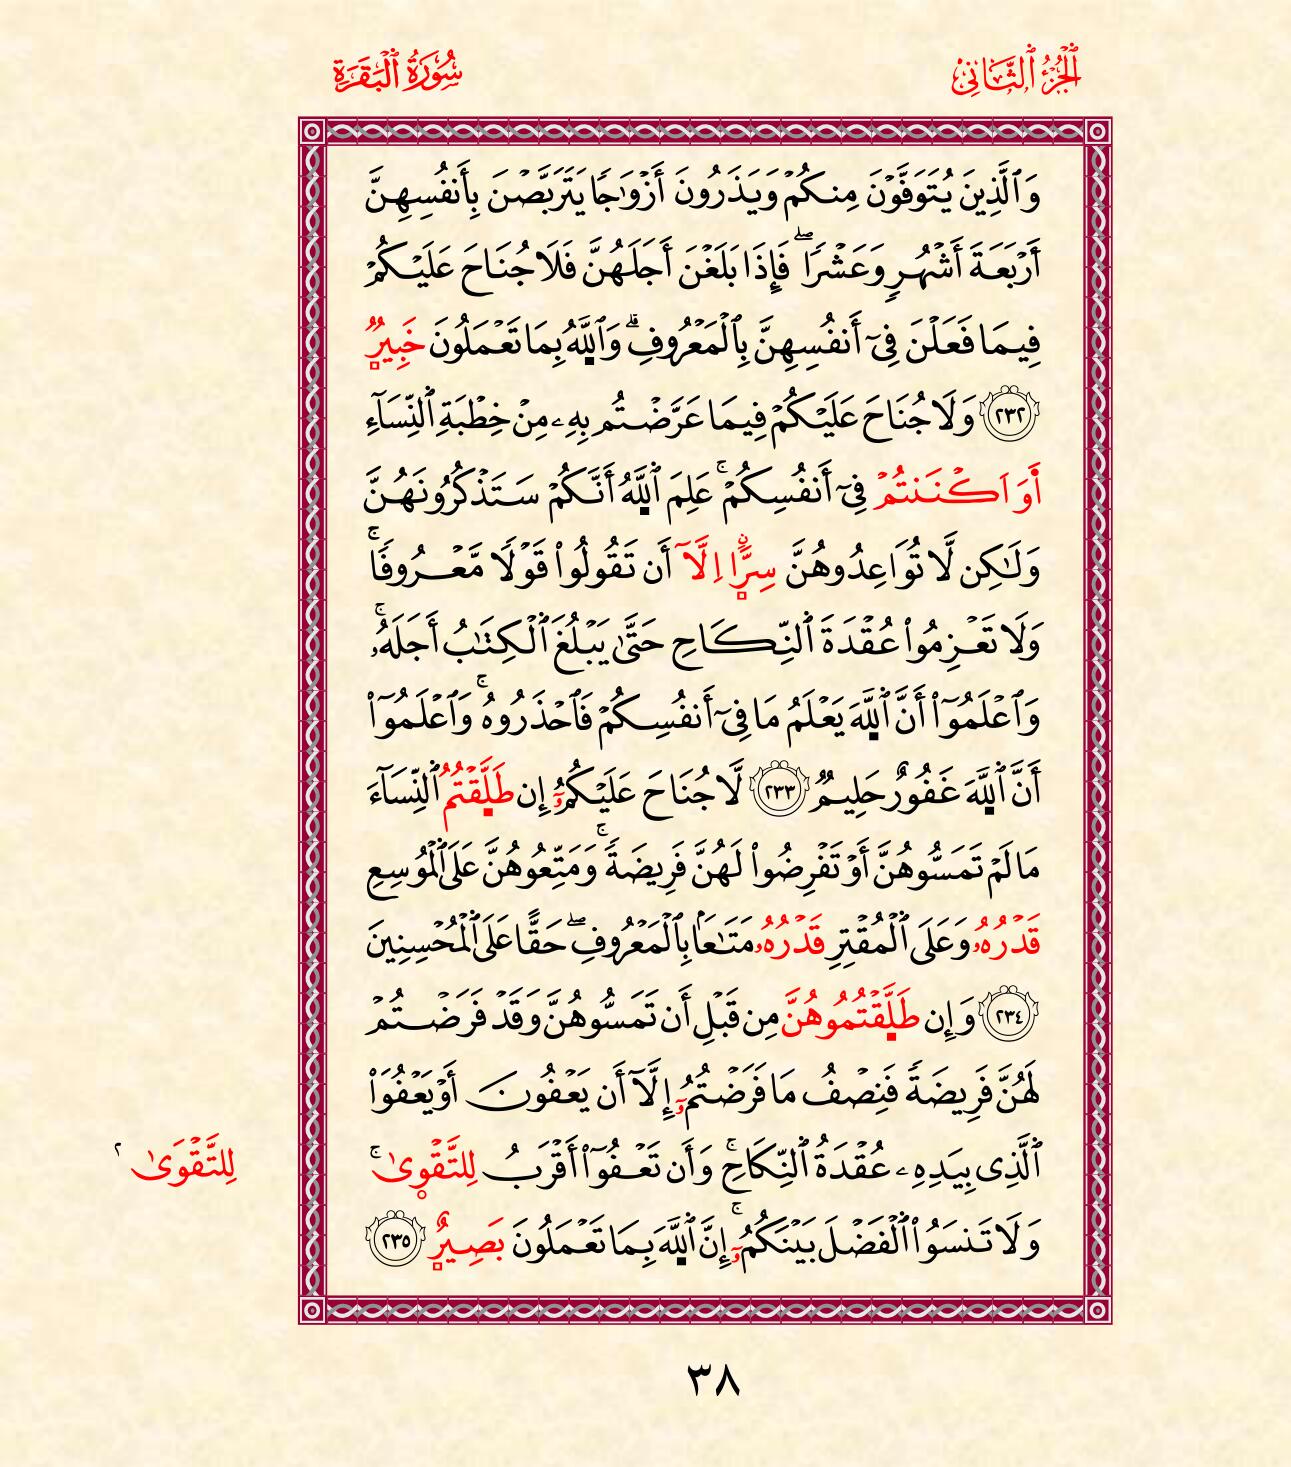 الجُزْءُ ٱلثَّانِي
سُورَةُ ٱلْبَقَرَةِ
وَٱلَّذِينَ يُتَوَفَّوْنَ مِنكُمْ وَيَذَرُونَ أَزْوَٰجًا يَتَرَبَّصْنَ بِأَنفُسِهِنَّ
أَرْبَعَةَ أَشْهُرٍ وَعَشْرًاۖ فَإِذَا بَلَغْنَ أَجَلَهُنَّ فَلَا جُنَاحَ عَلَيْكُمْ
فِيمَا فَعَلْنَ فِىٓ أَنفُسِهِنَّ بِٱلْمَعْرُوفِۗ وَٱللَّهُ بِمَا تَعْمَلُونَ خَبِيرٌ
٢٣٢ وَلَا جُنَاحَ عَلَيْكُمْ فِيمَا عَرَّضْتُم بِهِۦ مِنْ خِطْبَةِ ٱلنِّسَآءِ
أَوَ اَكْنَنتُمْ فِىٓ أَنفُسِكُمْۚ عَلِمَ ٱللَّهُ أَنَّكُمْ سَتَذْكُرُونَهُنَّ
وَلَٰكِن لَّا تُوَاعِدُوهُنَّ سِرًّا اِلَّآ أَن تَقُولُوا۟ قَوْلًا مَّعْرُوفًاۚ
وَلَا تَعْزِمُوا۟ عُقْدَةَ ٱلنِّكَاحِ حَتَّىٰ يَبْلُغَ ٱلْكِتَٰبُ أَجَلَهُۥۚ
وَٱعْلَمُوٓا۟ أَنَّ ٱللَّهَ يَعْلَمُ مَا فِىٓ أَنفُسِكُمْ فَٱحْذَرُوهُۚ وَٱعْلَمُوٓا۟
أَنَّ ٱللَّهَ غَفُورٌ حَلِيمٌ ٢٣٣ لَّا جُنَاحَ عَلَيْكُمُۥٓ إِن طَلَّقْتُمُ ٱلنِّسَآءَ
مَا لَمْ تَمَسُّوهُنَّ أَوْ تَفْرِضُوا۟ لَهُنَّ فَرِيضَةًۚ وَمَتِّعُوهُنَّ عَلَى ٱلْمُوسِعِ
قَدْرُهُۥ وَعَلَى ٱلْمُقْتِرِ قَدْرُهُۥ مَتَٰعًا بِٱلْمَعْرُوفِۖ حَقًّا عَلَى ٱلْمُحْسِنِينَ
٢٣٤ وَإِن طَلَّقْتُمُوهُنَّ مِن قَبْلِ أَن تَمَسُّوهُنَّ وَقَدْ فَرَضْتُمْ
لَهُنَّ فَرِيضَةً فَنِصْفُ مَا فَرَضْتُمُۥٓ إِلَّآ أَن يَعْفُونَ أَوْ يَعْفُوَا۟
ٱلَّذِى بِيَدِهِۦ عُقْدَةُ ٱلنِّكَاحِۚ وَأَن تَعْفُوٓا۟ أَقْرَبُ لِلتَّقْوىٰۚ
لِلتَّقْوَىٰ ٢
وَلَا تَنسَوُا۟ ٱلْفَضْلَ بَيْنَكُمُۥٓۚ إِنَّ ٱللَّهَ بِمَا تَعْمَلُونَ بَصِيرٌ ٢٣٥
٣٨